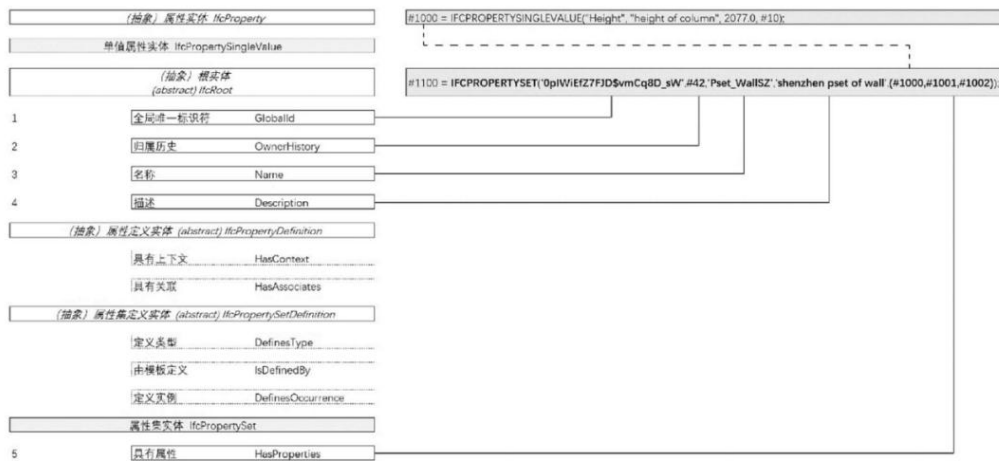 (抽象) 属性实体 IfcProperty
#1000 = IFCPROPERTYSINGLEVALUE("Height", "height of column", 2077.0, #10);
单值属性实体 IfcPropertySingleValue
(抽象) 根实体
(abstract) IfcRoot
#1100 = IFCPROPERTYSET('0pIWiEfZ7FJD$vmCq8D_sW',#42,'Pset_WallSZ','shenzhen pset of wall',(#1000,#1001,#1002));
1 全局唯一标识符 GlobalId
2 归属历史 OwnerHistory
3 名称 Name
4 描述 Description
(抽象) 属性定义实体 (abstract) IfcPropertyDefinition
具有上下文 HasContext
具有关联 HasAssociates
(抽象) 属性集定义实体 (abstract) IfcPropertySetDefinition
定义类型 DefinesType
由模板定义 IsDefinedBy
定义实例 DefinesOccurrence
属性集实体 IfcPropertySet
5 具有属性 HasProperties